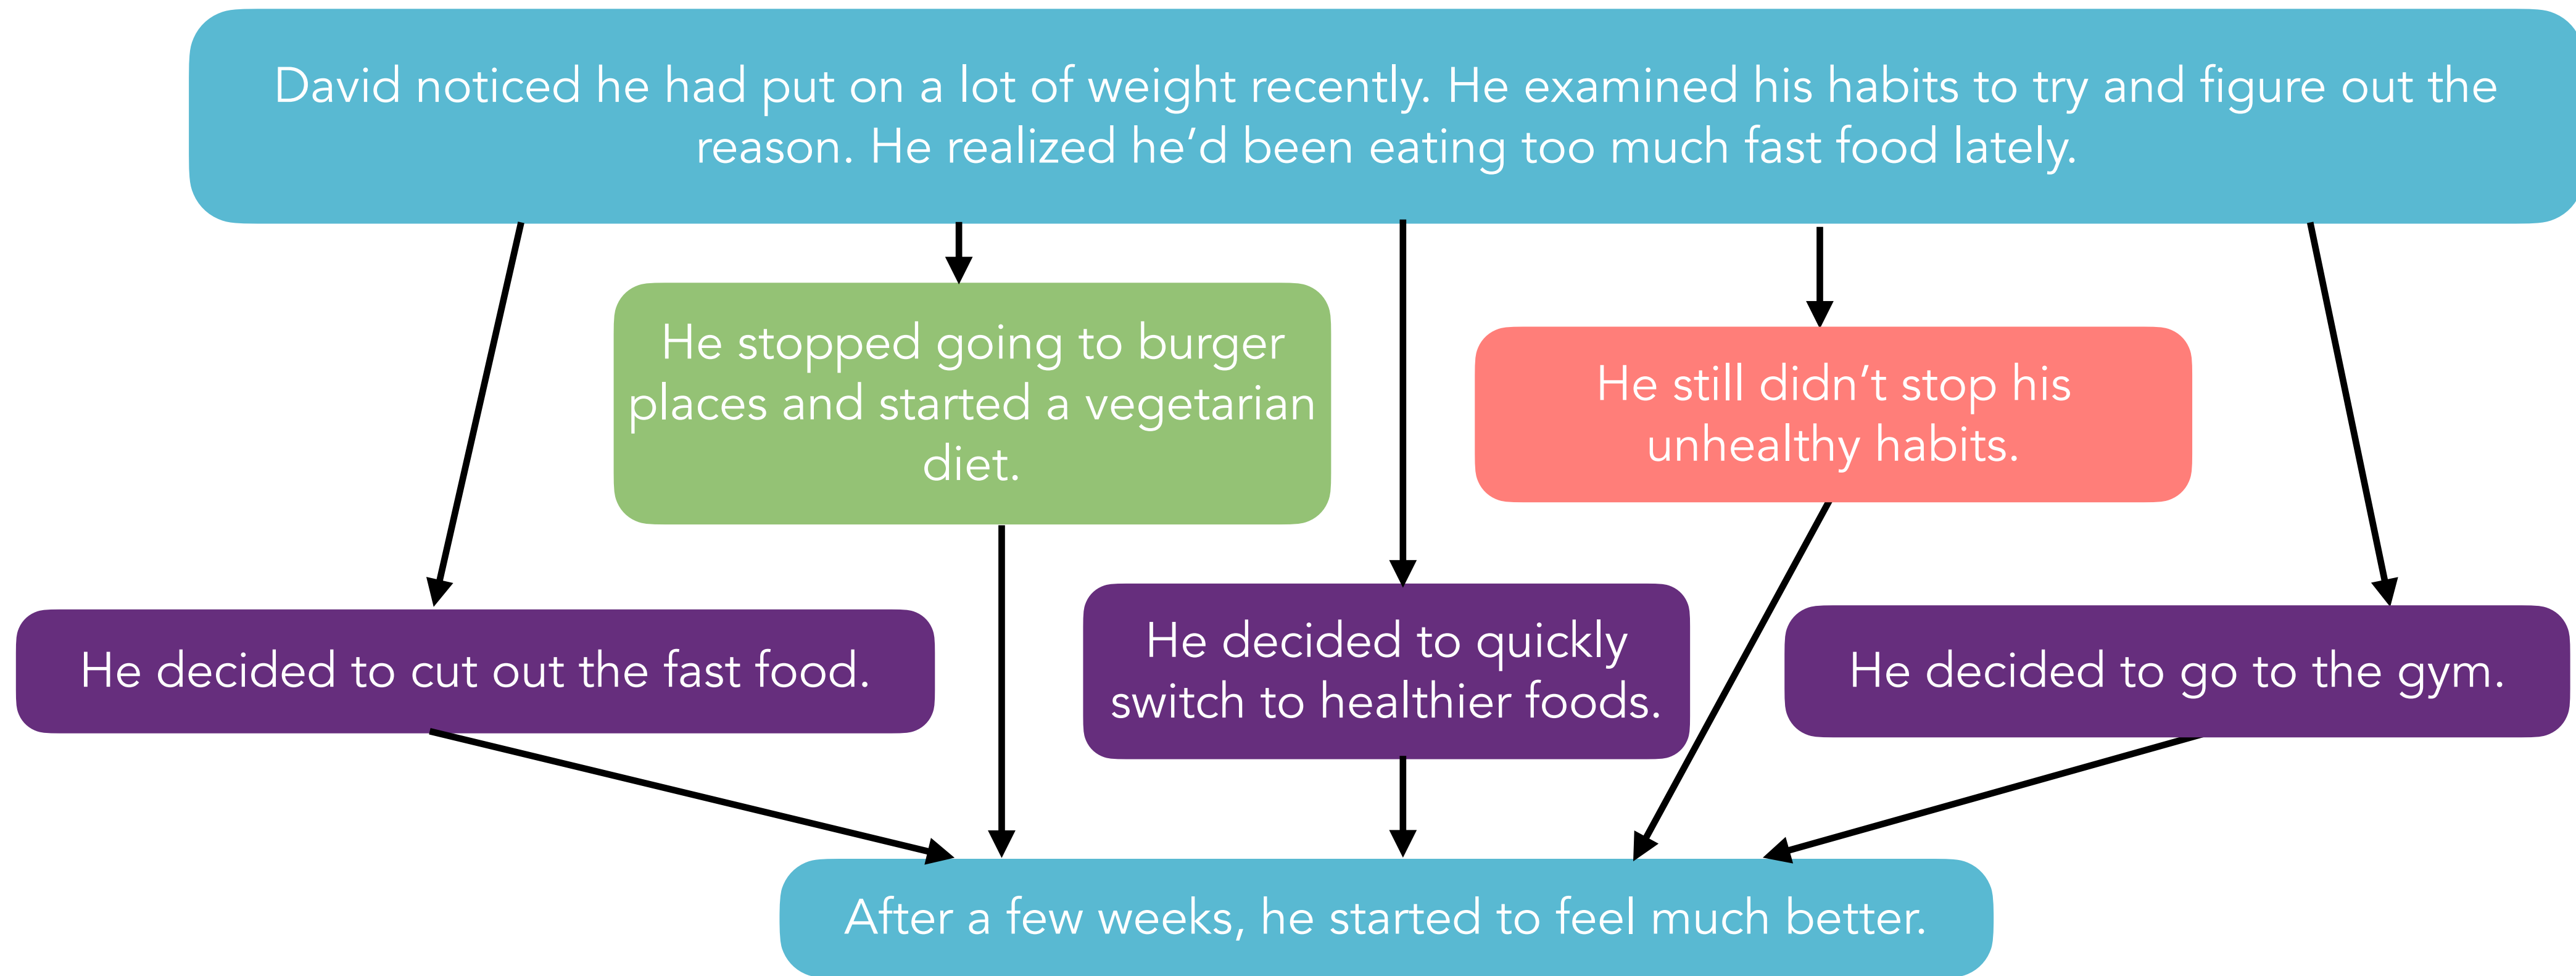 David noticed he had put on a lot of weight recently. He examined his habits to try and figure out the
reason. He realized he’d been eating too much fast food lately.
He stopped going to burger
places and started a vegetarian
diet.
He still didn’t stop his
unhealthy habits.
He decided to cut out the fast food.
He decided to quickly
switch to healthier foods.
He decided to go to the gym.
After a few weeks, he started to feel much better.